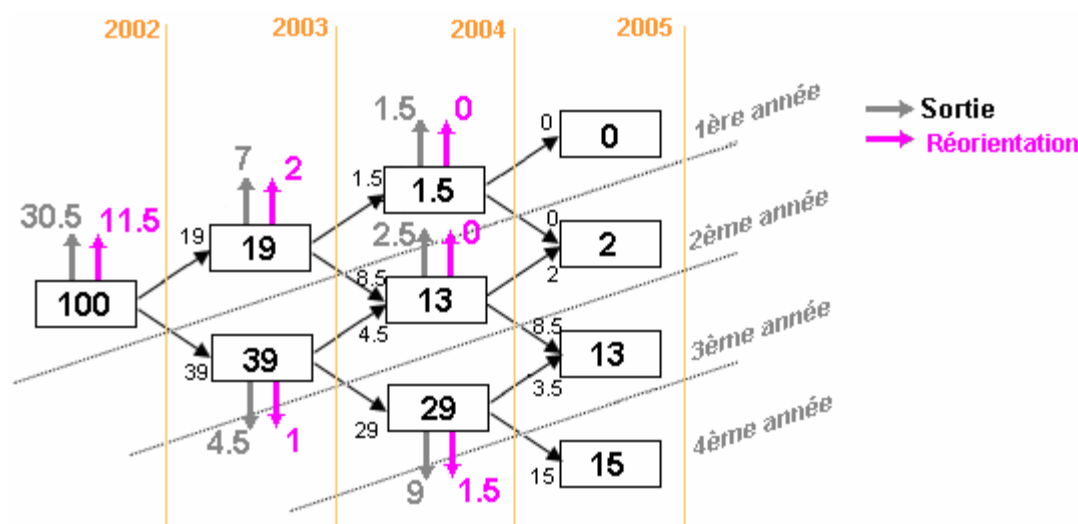 2002 2003 2004 2005
1.5 0
1ère année
Sortie
0 0
7 2
Réorientation
1.5 1.5
30.5 11.5
19 19
2.5 0
0 2
2ème année
2
100
8.5 13
4.5
8.5 13
3ème année
39 39
3.5
29 29
4.5 1
4ème année
15 15
9 1.5